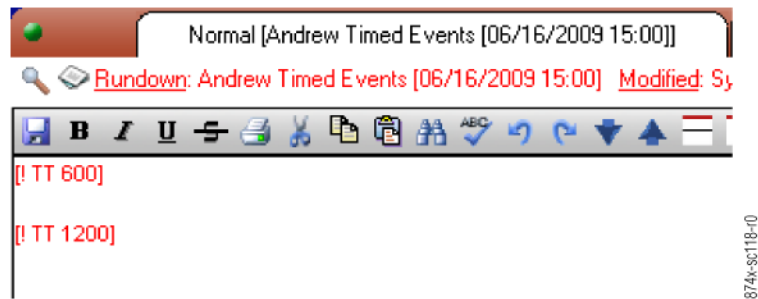 Normal [Andrew Timed Events [06/16/2009 15:00]]
Rundown: Andrew Timed Events [06/16/2009 15:00] Modified: Sy
B I U S ABC
[! TT 600]
[! TT 1200]
874x-sc118-r0